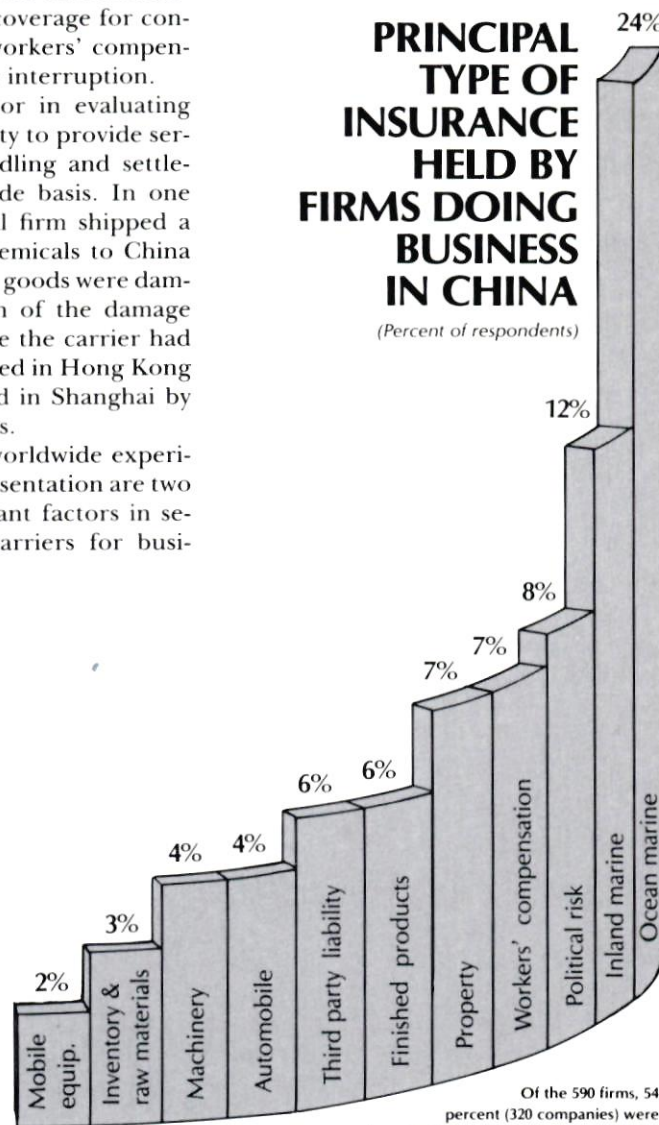 coverage for con-
workers' compen-
interruption.
or in evaluating
ty to provide ser-
dling and settle-
de basis. In one
l firm shipped a
emicals to China
goods were dam-
n of the damage
e the carrier had
ed in Hong Kong
d in Shanghai by
s.
worldwide experi-
sentation are two
ant factors in se-
arriers for busi-
PRINCIPAL
TYPE OF
INSURANCE
HELD BY
FIRMS DOING
BUSINESS
IN CHINA
(Percent of respondents)
24%
12%
8%
7%
7%
6%
6%
4%
4%
3%
2%
Mobile
equip.
Inventory &
raw materials
Machinery
Automobile
Third party liability
Finished products
Property
Workers' compensation
Political risk
Inland marine
Ocean marine
Of the 590 firms, 54
percent (320 companies) were